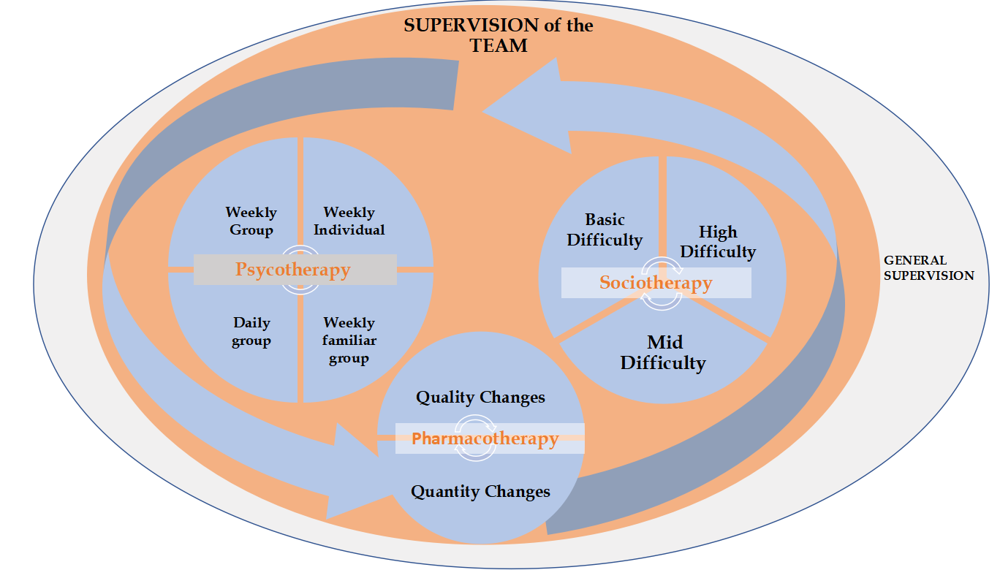 SUPERVISION of the
TEAM
Weekly
Group
Weekly
Individual
Psycotherapy
Daily
group
Weekly
familiar
group
Basic
Difficulty
High
Difficulty
Sociotherapy
Mid
Difficulty
Quality Changes
Pharmacotherapy
Quantity Changes
GENERAL
SUPERVISION